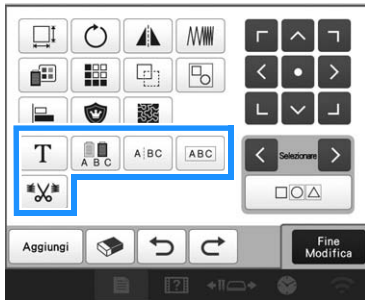 T
A B C
A BC
ABC
Selezionare
Aggiungi
Fine
Modifica